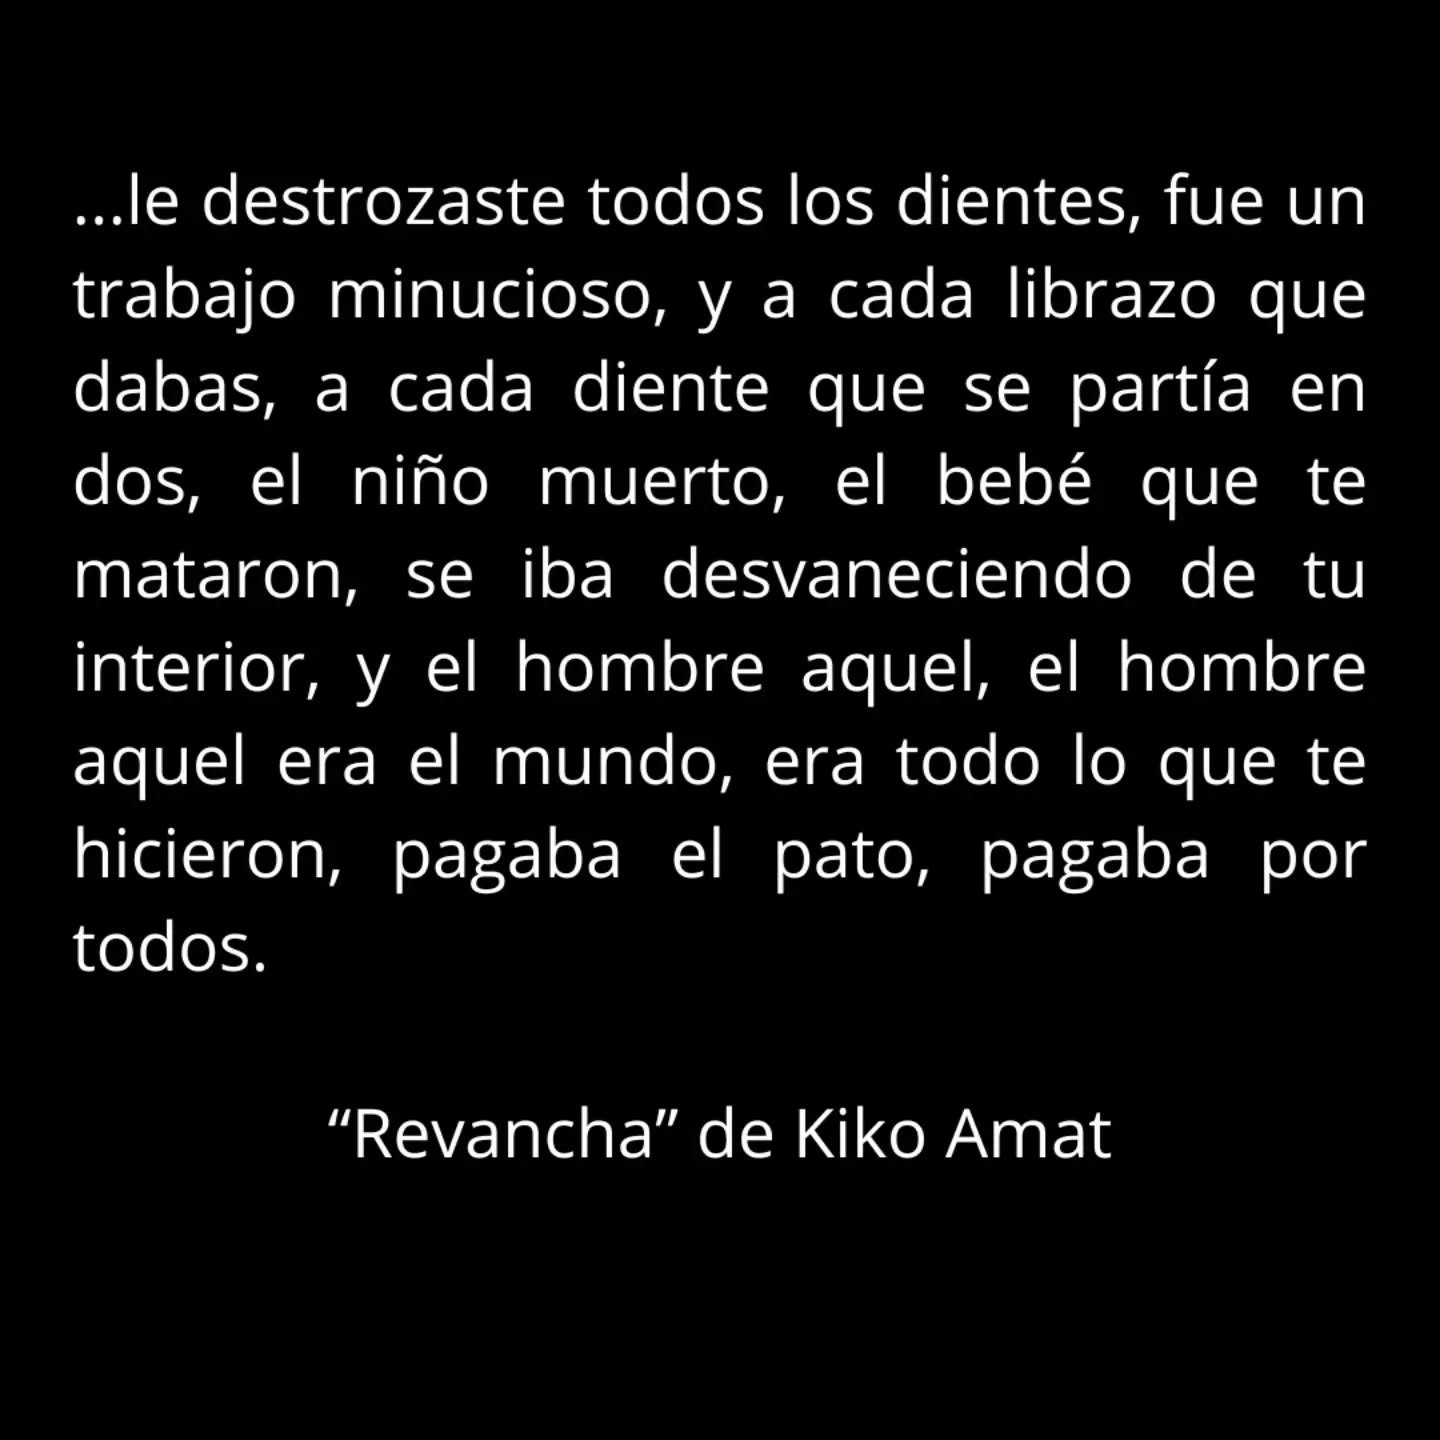 ...le destrozaste todos los dientes, fue un
trabajo minucioso, y a cada librazo que
dabas, a cada diente que se partía en
dos, el niño muerto, el bebé que te
mataron, se iba desvaneciendo de tu
interior, y el hombre aquel, el hombre
aquel era el mundo, era todo lo que te
hicieron, pagaba el pato, pagaba por
todos.
“Revancha” de Kiko Amat